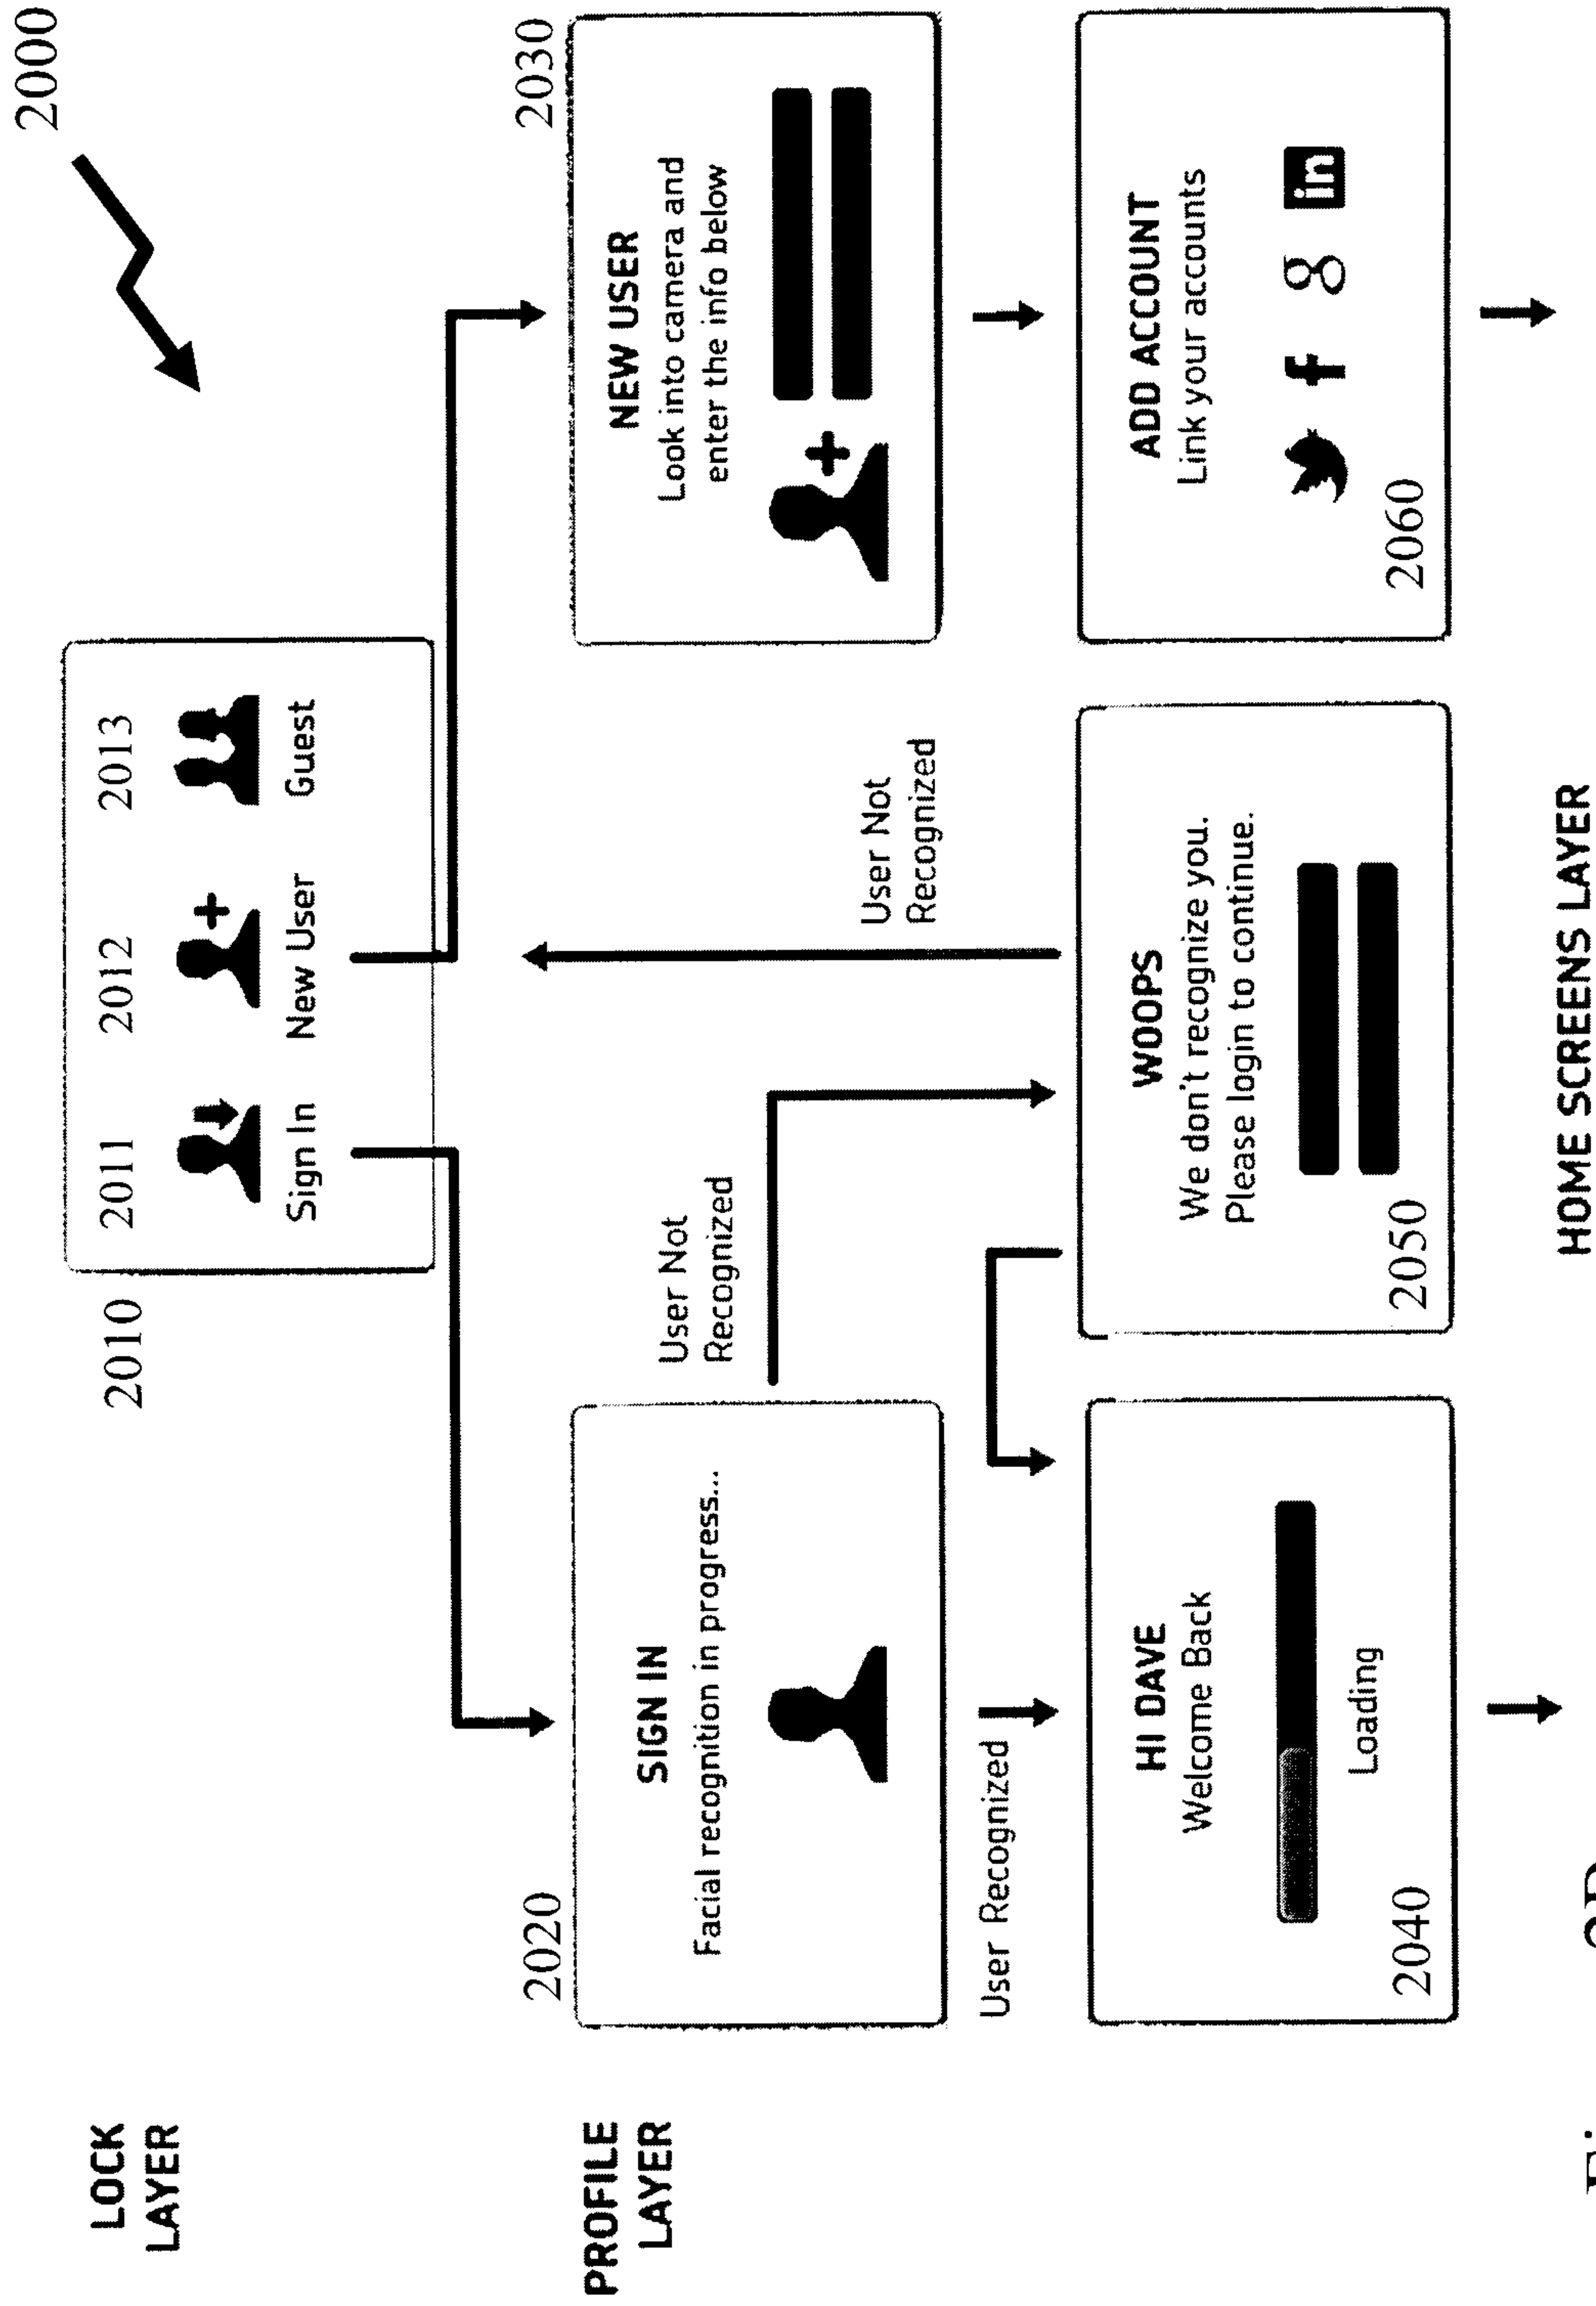 2000
LOCK
LAYER
2010
2011
2012
2013
Sign In
New User
Guest
PROFILE
LAYER
2020
SIGN IN
Facial recognition in progress...
User Not
Recognized
User Not
Recognized
2030
NEW USER
Look into camera and
enter the info below
User Recognized
HI DAVE
Welcome Back
Loading
2040
WOOPS
We don't recognize you.
Please login to continue.
2050
ADD ACCOUNT
Link your accounts
f
g
in
2060
HOME SCREENS LAYER